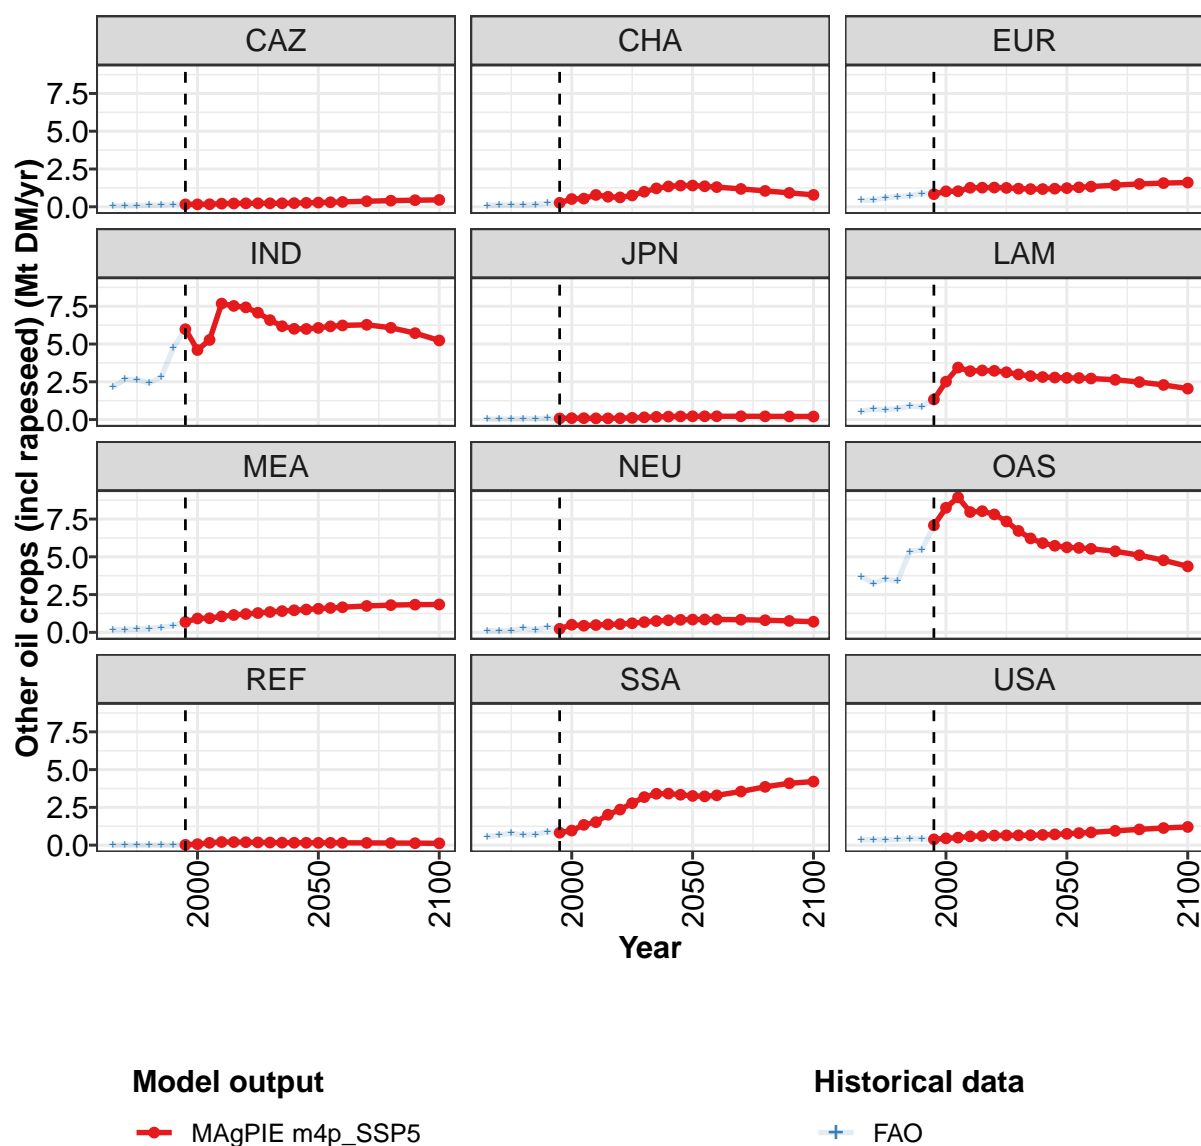 Other oil crops (incl rapeseed) (Mt DM/yr)
CAZ CHA EUR
7.5
5.0
2.5
0.0
IND JPN LAM
7.5
5.0
2.5
0.0
MEA NEU OAS
7.5
5.0
2.5
0.0
REF SSA USA
7.5
5.0
2.5
0.0
2000 2050 2100 2000 2050 2100 2000 2050 2100
Year
Model output Historical data
MAgPIE m4p_SSP5 FAO